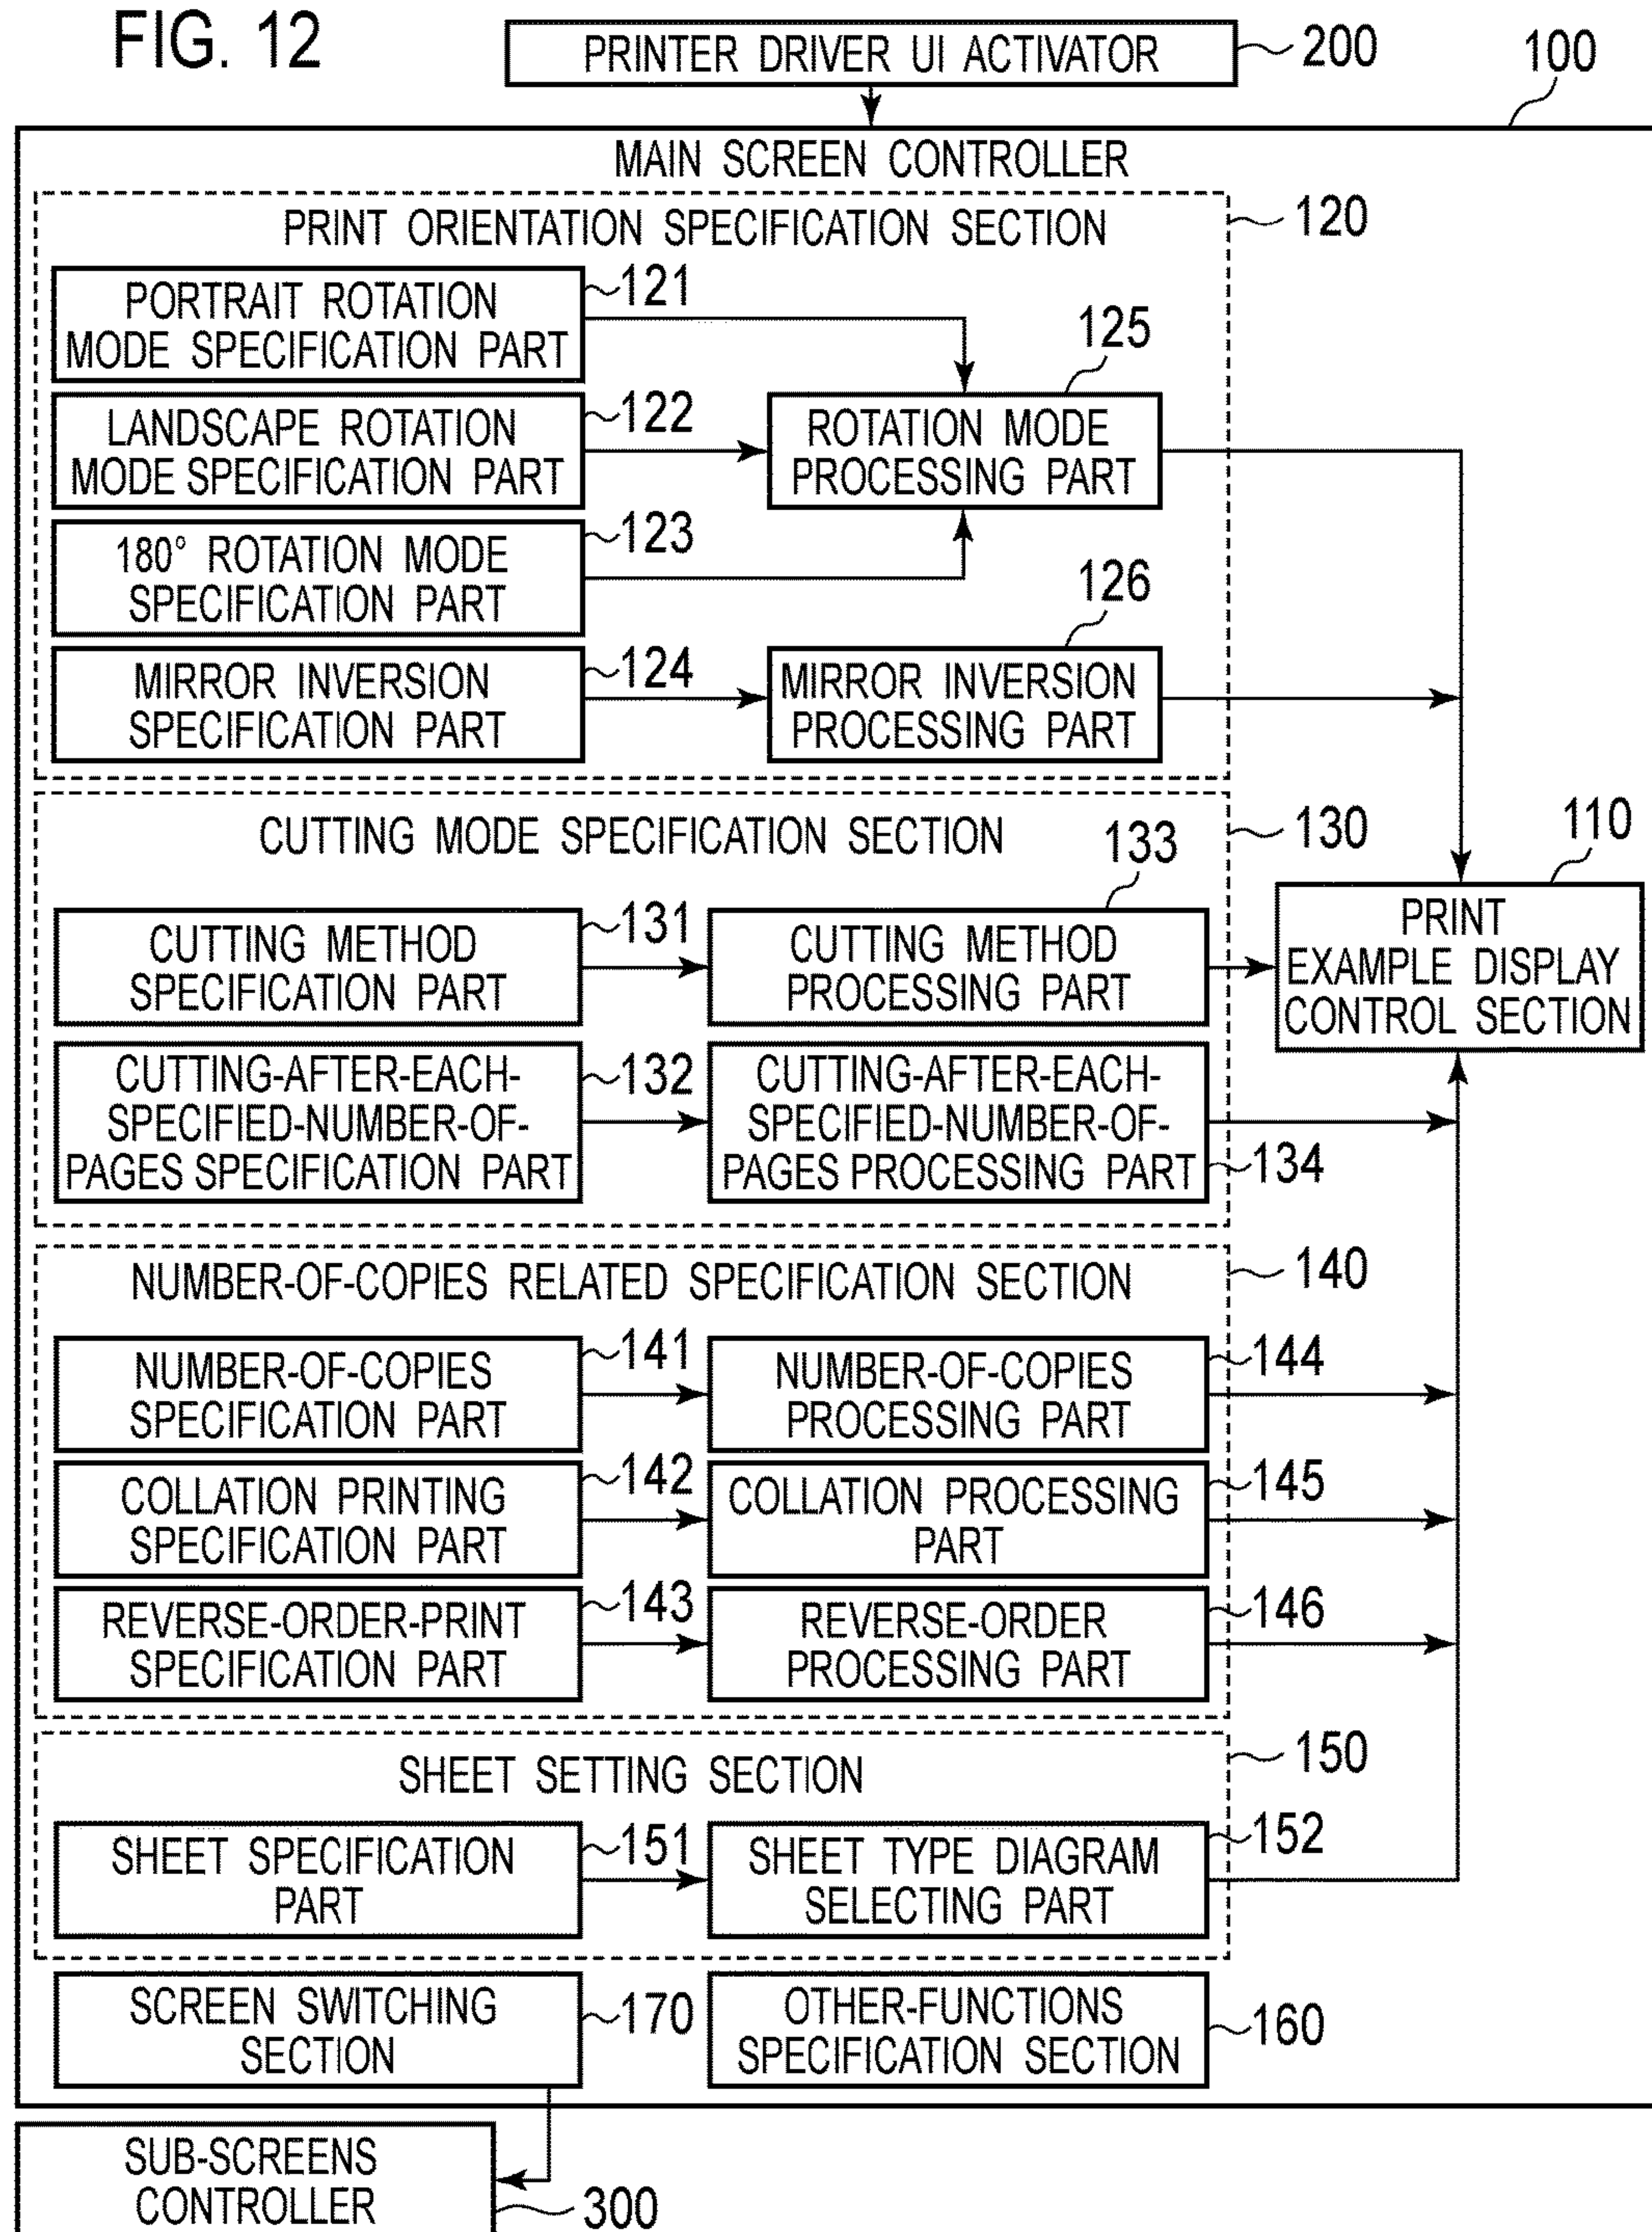 FIG. 12
PRINTER DRIVER UI ACTIVATOR
200
100
MAIN SCREEN CONTROLLER
PRINT ORIENTATION SPECIFICATION SECTION
120
PORTRAIT ROTATION
MODE SPECIFICATION PART
121
125
LANDSCAPE ROTATION
MODE SPECIFICATION PART
122
ROTATION MODE
PROCESSING PART
180° ROTATION MODE
SPECIFICATION PART
123
126
MIRROR INVERSION
SPECIFICATION PART
124
MIRROR INVERSION
PROCESSING PART
CUTTING MODE SPECIFICATION SECTION
130
133
110
CUTTING METHOD
SPECIFICATION PART
131
CUTTING METHOD
PROCESSING PART
PRINT
EXAMPLE DISPLAY
CONTROL SECTION
CUTTING-AFTER-EACH-
SPECIFIED-NUMBER-OF-
PAGES SPECIFICATION PART
132
CUTTING-AFTER-EACH-
SPECIFIED-NUMBER-OF-
PAGES PROCESSING PART
134
NUMBER-OF-COPIES RELATED SPECIFICATION SECTION
140
NUMBER-OF-COPIES
SPECIFICATION PART
141
NUMBER-OF-COPIES
PROCESSING PART
144
COLLATION PRINTING
SPECIFICATION PART
142
COLLATION PROCESSING
PART
145
REVERSE-ORDER-PRINT
SPECIFICATION PART
143
REVERSE-ORDER
PROCESSING PART
146
SHEET SETTING SECTION
150
SHEET SPECIFICATION
PART
151
SHEET TYPE DIAGRAM
SELECTING PART
152
SCREEN SWITCHING
SECTION
170
OTHER-FUNCTIONS
SPECIFICATION SECTION
160
SUB-SCREENS
CONTROLLER
300